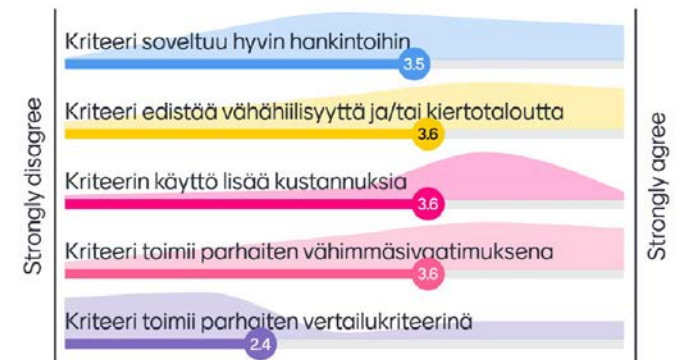 Kriteeri soveltuu hyvin hankintoihin
3.5
Kriteeri edistää vähähiilisyyttä ja/tai kiertotaloutta
3.6
Kriteerin käyttö lisää kustannuksia
3.6
Kriteeri toimii parhaiten vähimmäsivaatimuksena
3.6
Kriteeri toimii parhaiten vertailukriteerinä
2.4
Strongly disagree
Strongly agree